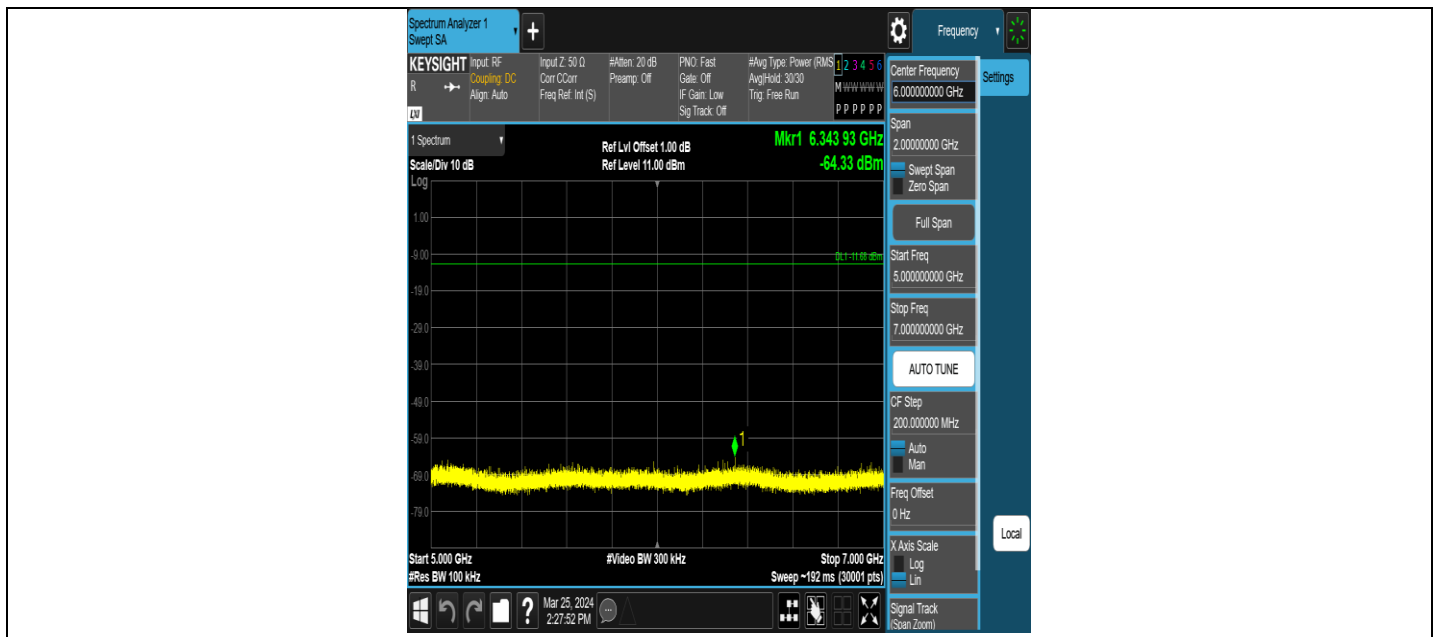 Spectrum Analyzer 1
Swept SA
+
Frequency
KEYSIGHT
R
LXI
Input: RF
Coupling: DC
Align: Auto
Input Z: 50 Ω
Corr CCorr
Freq Ref: Int (S)
#Atten: 20 dB
Preamp: Off
PNO: Fast
Gate: Off
IF Gain: Low
Sig Track: Off
#Avg Type: Power (RMS
Avg|Hold: 30/30
Trig: Free Run
1 2 3 4 5 6
M W W W W W
P P P P P P
1 Spectrum
Scale/Div 10 dB
Ref Lvl Offset 1.00 dB
Ref Level 11.00 dBm
Mkr1 6.343 93 GHz
-64.33 dBm
Log
1.00
-9.00
-19.0
-29.0
-39.0
-49.0
-59.0
-69.0
-79.0
DL1 -11.68 dBm
1
Start 5.000 GHz
#Res BW 100 kHz
#Video BW 300 kHz
Stop 7.000 GHz
Sweep ~192 ms (30001 pts)
Center Frequency
6.000000000 GHz
Settings
Span
2.00000000 GHz
Swept Span
Zero Span
Full Span
Start Freq
5.000000000 GHz
Stop Freq
7.000000000 GHz
AUTO TUNE
CF Step
200.000000 MHz
Auto
Man
Freq Offset
0 Hz
X Axis Scale
Log
Lin
Local
Signal Track
(Span Zoom)
?
Mar 25, 2024
2:27:52 PM